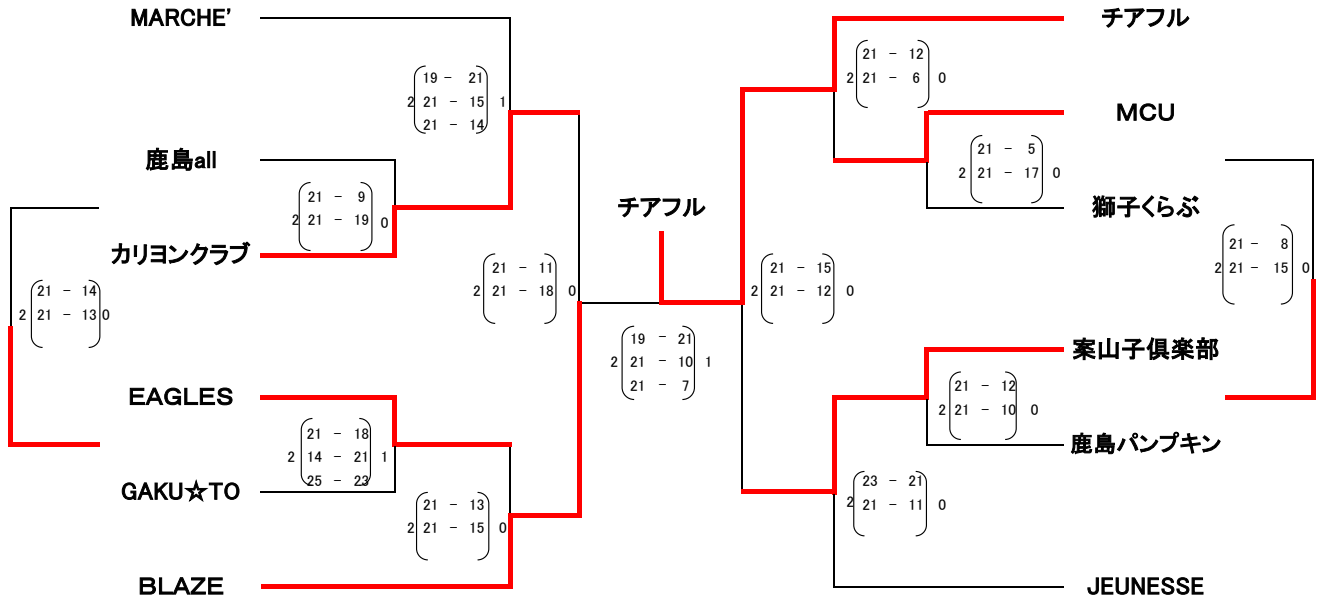 MARCHE’
19 - 21
2 21 - 15 1
21 - 14
鹿島all
21 - 9
2 21 - 19 0
カリヨンクラブ
21 - 14
2 21 - 13 0
21 - 11
2 21 - 18 0
EAGLES
21 - 18
2 14 - 21 1
25 - 23
GAKU☆TO
21 - 13
2 21 - 15 0
BLAZE
チアフル
19 - 21
2 21 - 10 1
21 - 7
チアフル
21 - 12
2 21 - 6 0
MCU
21 - 5
2 21 - 17 0
獅子くらぶ
21 - 8
2 21 - 15 0
21 - 15
2 21 - 12 0
案山子倶楽部
21 - 12
2 21 - 10 0
鹿島パンプキン
23 - 21
2 21 - 11 0
JEUNESSE